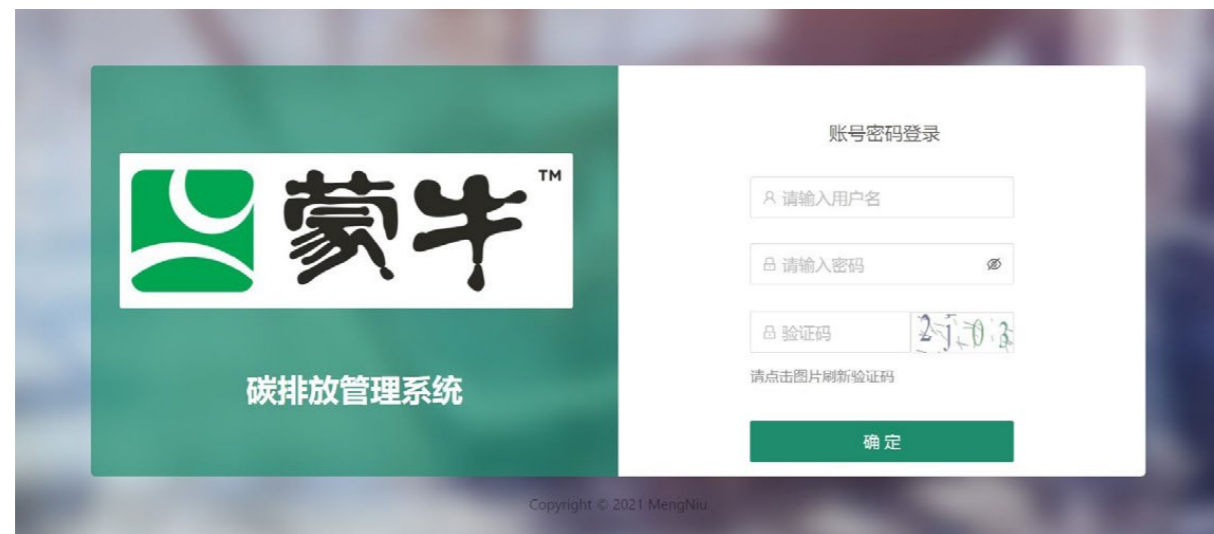 蒙牛™
碳排放管理系统
账号密码登录
请输入用户名
请输入密码
验证码
请点击图片刷新验证码
确定
Copyright © 2021 MengNiu